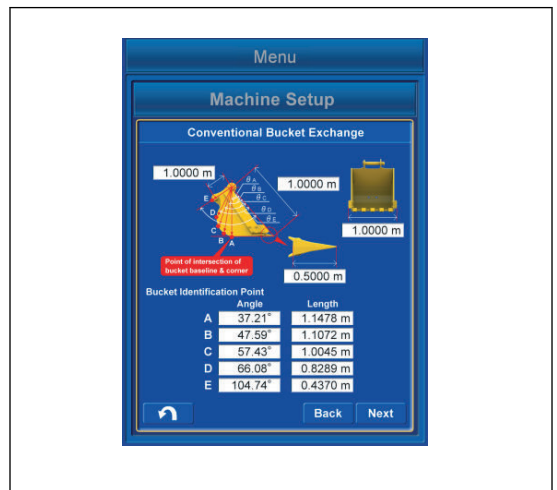 Menu
Machine Setup
Conventional Bucket Exchange
1.0000 m
θ A
θ B
θ C
θ D
θ E
1.0000 m
E
D
C
B
A
1.0000 m
Point of intersection of
bucket baseline & corner
0.5000 m
Bucket Identification Point
Angle Length
A 37.21° 1.1478 m
B 47.59° 1.1072 m
C 57.43° 1.0045 m
D 66.08° 0.8289 m
E 104.74° 0.4370 m
Back Next